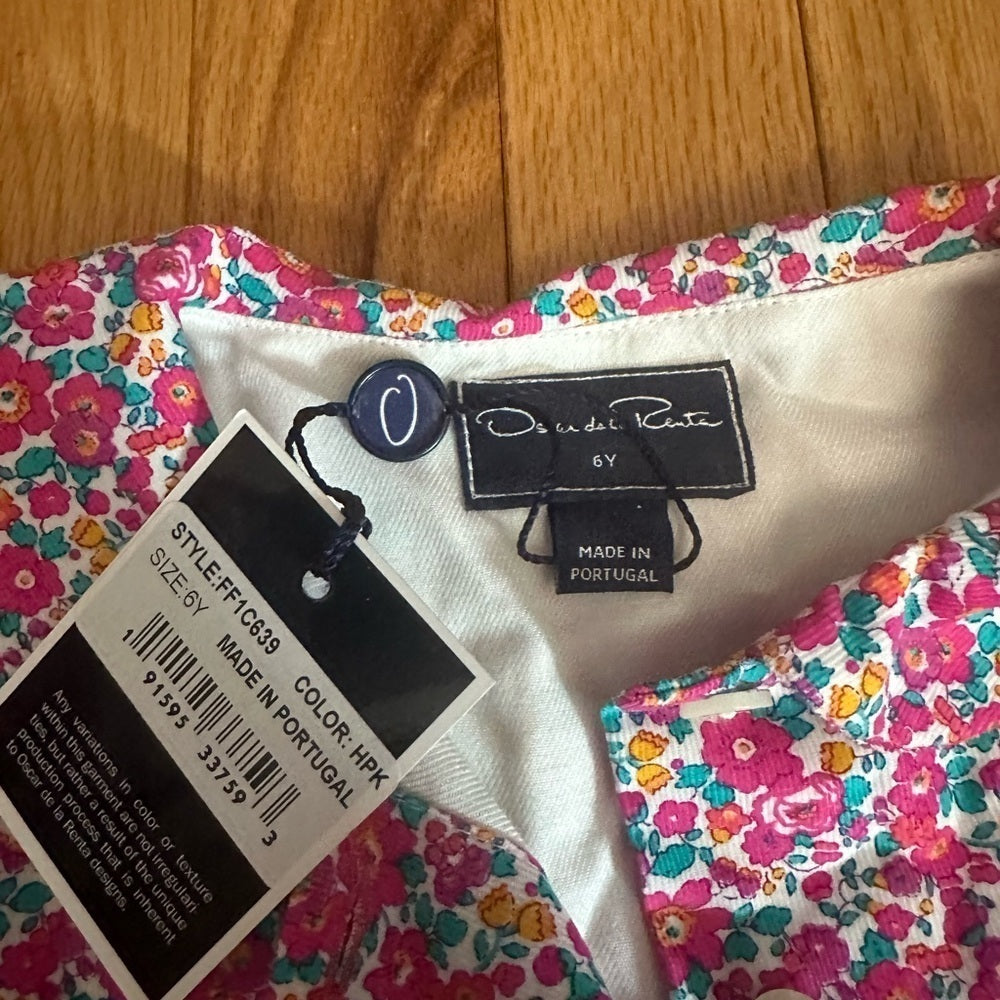 O
Oscar de la Renta
6Y
MADE IN
PORTUGAL
STYLE:FF1C639 COLOR: HPK
SIZE:6Y MADE IN PORTUGAL
1 91595 33759 3
Any variations in color or texture
within this garment are not irregulari-
ties, but rather a result of the unique
production process that is inherent
to Oscar de la Renta designs.